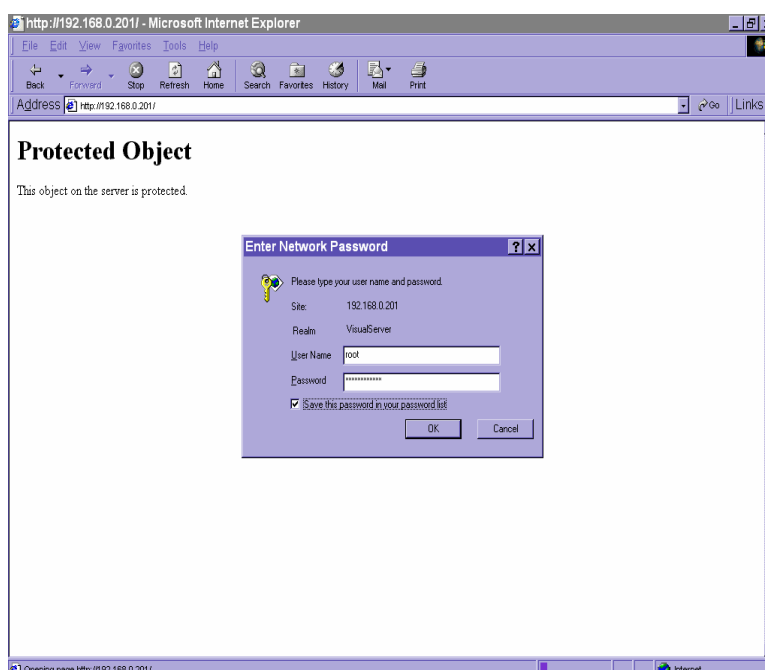 http://192.168.0.201/ - Microsoft Internet Explorer
File Edit View Favorites Tools Help
Back Forward Stop Refresh Home Search Favorites History Mail Print
Address http://192.168.0.201/ Go Links
Protected Object
This object on the server is protected.
Enter Network Password
Please type your user name and password.
Site: 192.168.0.201
Realm VisualServer
User Name root
Password ************
Save this password in your password list
OK Cancel
Opening page http://192.168.0.201/ Internet